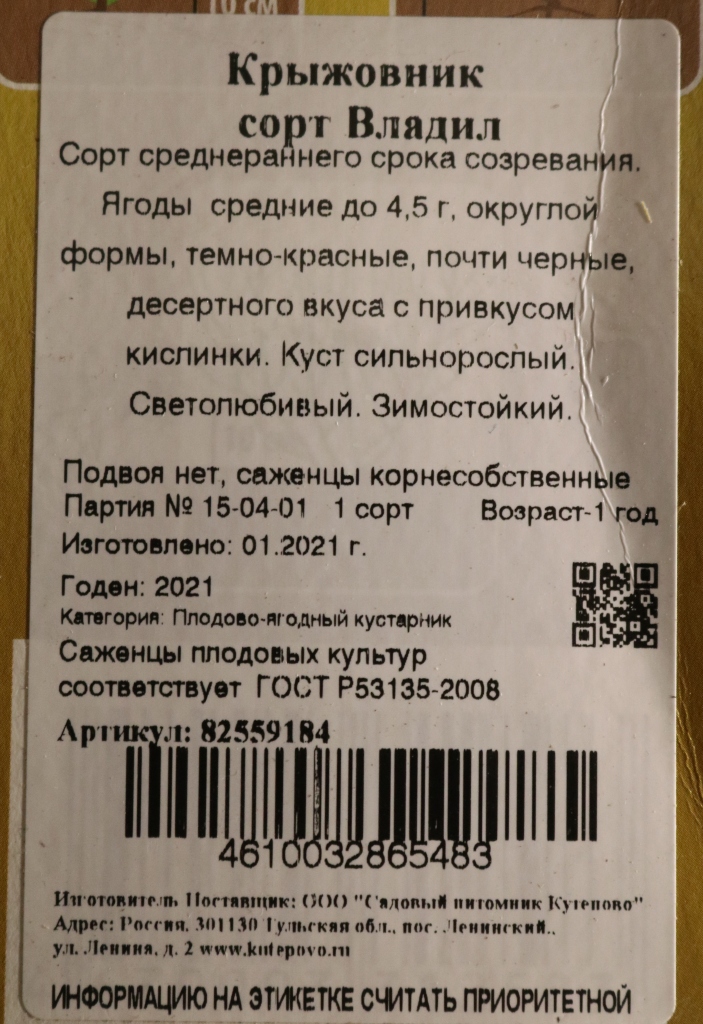 10 см
Крыжовник
сорт Владил
Сорт среднераннего срока созревания.
Ягоды средние до 4,5 г, округлой
формы, темно-красные, почти черные,
десертного вкуса с привкусом
кислинки. Куст сильнорослый.
Светолюбивый. Зимостойкий.
Подвоя нет, саженцы корнесобственные
Партия № 15-04-01 1 сорт Возраст-1 год
Изготовлено: 01.2021 г.
Годен: 2021
Категория: Плодово-ягодный кустарник
Саженцы плодовых культур
соответствует ГОСТ Р53135-2008
Артикул: 82559184
4610032865483
Изготовитель Поставщик: ООО "Садовый питомник Кутепово"
Адрес: Россия, 301130 Тульская обл., пос. Ленинский.,
ул. Ленина, д. 2 www.kutepovo.ru
ИНФОРМАЦИЮ НА ЭТИКЕТКЕ СЧИТАТЬ ПРИОРИТЕТНОЙ